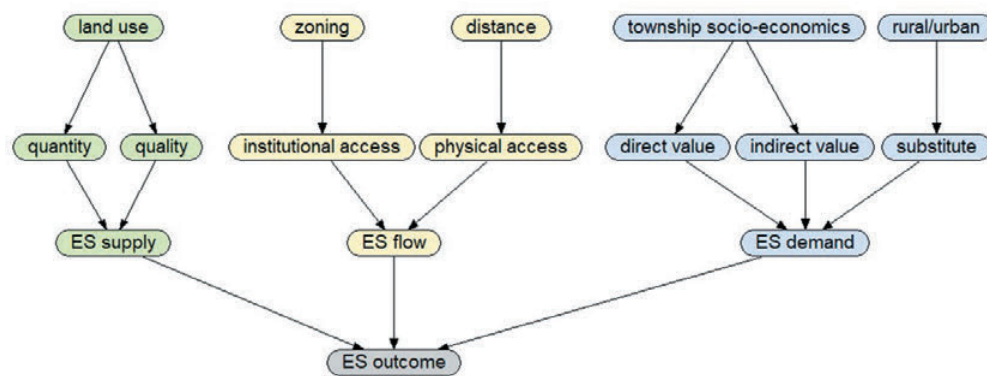 land use
zoning
distance
township socio-economics
rural/urban
quantity
quality
institutional access
physical access
direct value
indirect value
substitute
ES supply
ES flow
ES demand
ES outcome